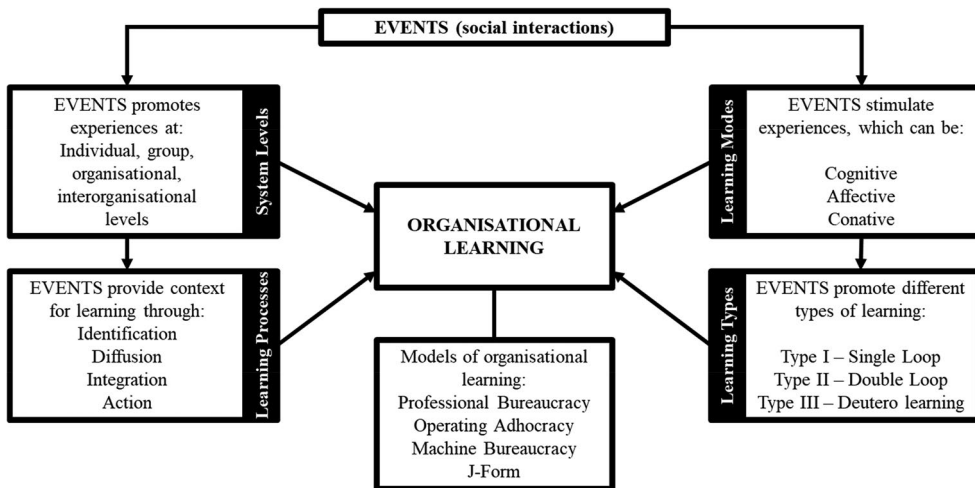 EVENTS (social interactions)
EVENTS promotes
experiences at:
Individual, group,
organisational,
interorganisational
levels
System Levels
EVENTS provide context
for learning through:
Identification
Diffusion
Integration
Action
Learning Processes
ORGANISATIONAL
LEARNING
Models of organisational
learning:
Professional Bureaucracy
Operating Adhocracy
Machine Bureaucracy
J-Form
Learning Modes
EVENTS stimulate
experiences, which can be:
Cognitive
Affective
Conative
Learning Types
EVENTS promote different
types of learning:
Type I – Single Loop
Type II – Double Loop
Type III – Deutero learning